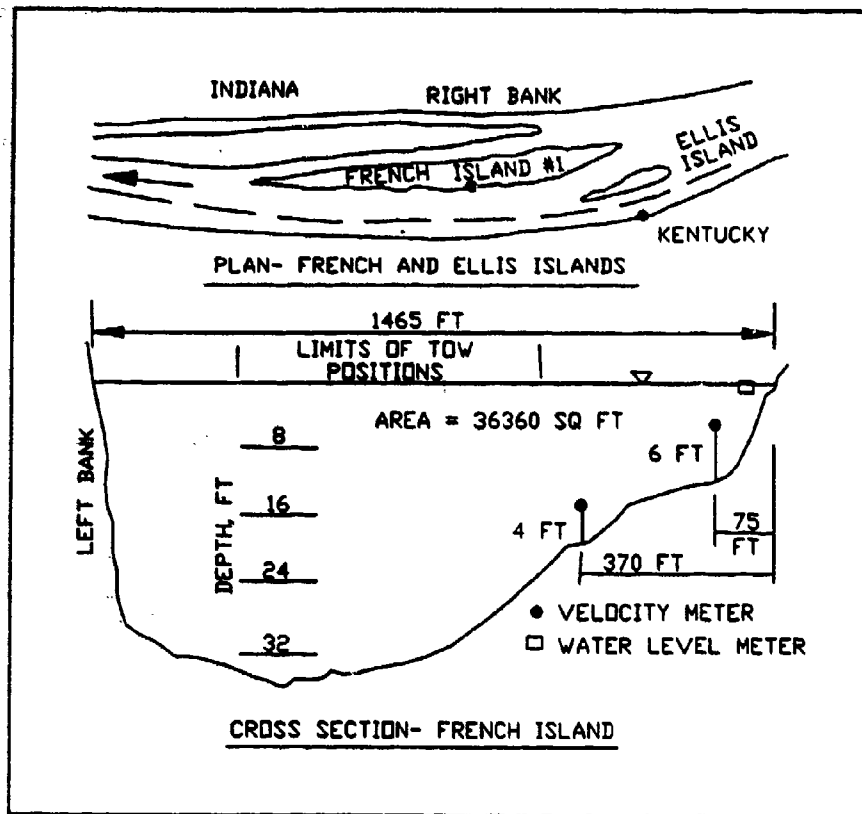 INDIANA
RIGHT BANK
ELLIS
ISLAND
FRENCH ISLAND #1
KENTUCKY
PLAN- FRENCH AND ELLIS ISLANDS
1465 FT
LIMITS OF TOW
POSITIONS
AREA = 36360 SQ FT
LEFT BANK
DEPTH, FT
8
16
24
32
6 FT
4 FT
75
FT
370 FT
VELOCITY METER
WATER LEVEL METER
CROSS SECTION- FRENCH ISLAND